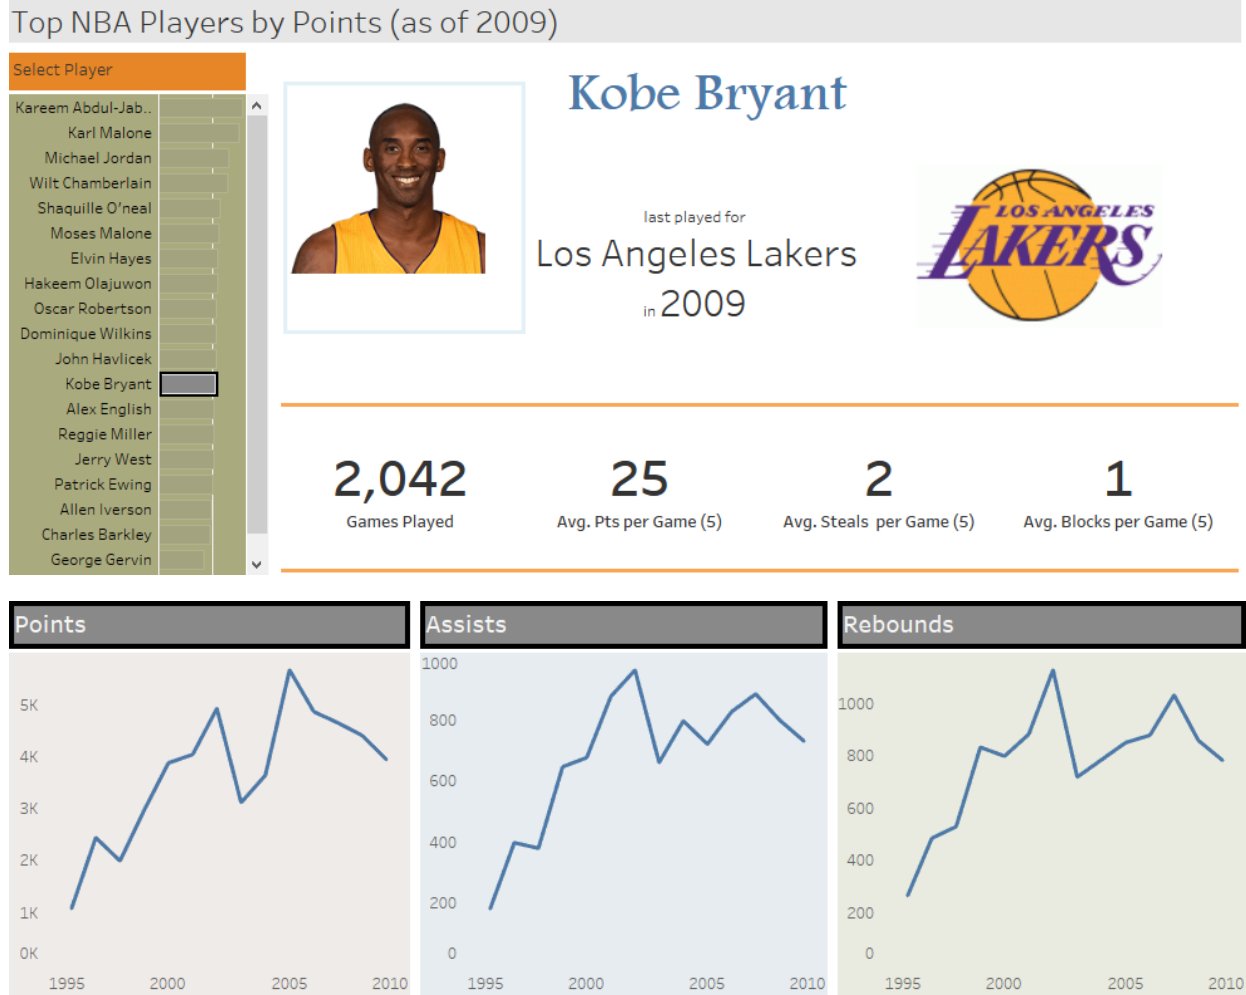 Top NBA Players by Points (as of 2009)
Select Player
Kareem Abdul-Jab..
Karl Malone
Michael Jordan
Wilt Chamberlain
Shaquille O'neal
Moses Malone
Elvin Hayes
Hakeem Olajuwon
Oscar Robertson
Dominique Wilkins
John Havlicek
Kobe Bryant
Alex English
Reggie Miller
Jerry West
Patrick Ewing
Allen Iverson
Charles Barkley
George Gervin
Kobe Bryant
last played for
Los Angeles Lakers
in 2009
LOS ANGELES
LAKERS
2,042
Games Played
25
Avg. Pts per Game (5)
2
Avg. Steals per Game (5)
1
Avg. Blocks per Game (5)
Points
5K
4K
3K
2K
1K
0K
1995 2000 2005 2010
Assists
1000
800
600
400
200
0
1995 2000 2005 2010
Rebounds
1000
800
600
400
200
0
1995 2000 2005 2010